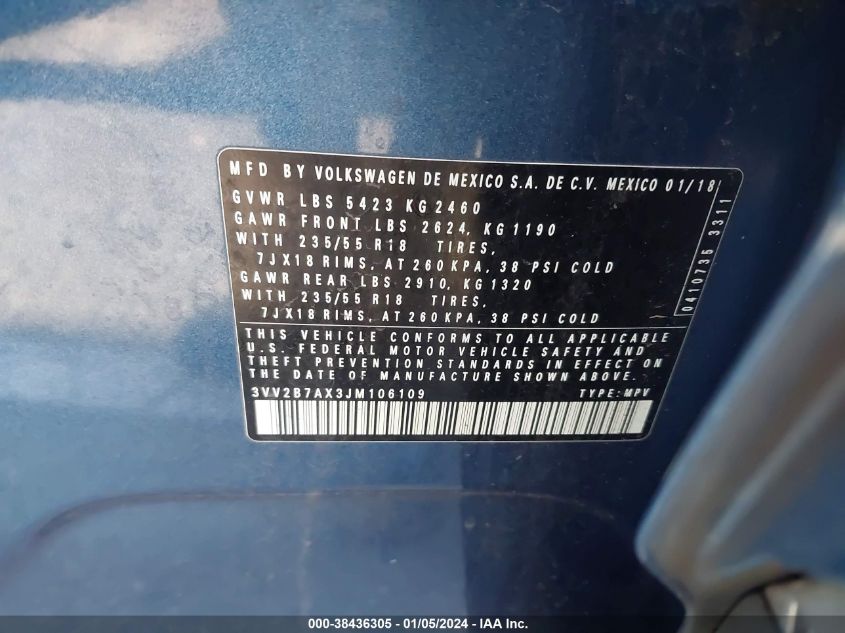 MFD BY VOLKSWAGEN DE MEXICO S.A. DE C.V. MEXICO 01/18
GVWR LBS 5423 KG 2460
GAWR FRONT LBS 2624, KG 1190
WITH 235/55 R18 TIRES,
7JX18 RIMS, AT 260 KPA, 38 PSI COLD
GAWR REAR LBS 2910, KG 1320
WITH 235/55 R18 TIRES,
7JX18 RIMS, AT 260 KPA, 38 PSI COLD
0410735 3311
THIS VEHICLE CONFORMS TO ALL APPLICABLE
U.S. FEDERAL MOTOR VEHICLE SAFETY AND
THEFT PREVENTION STANDARDS IN EFFECT ON
THE DATE OF MANUFACTURE SHOWN ABOVE.
3VV2B7AX3JM106109 TYPE: MPV
000-38436305 - 01/05/2024 - IAA, Inc.